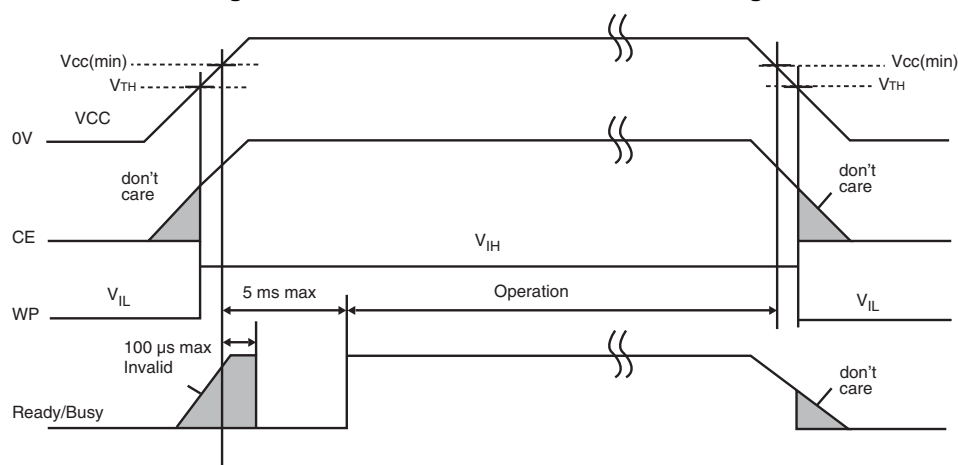 Vcc(min)
Vcc(min)
VTH
VTH
VCC
0V
don't
care
don't
care
CE
VIH
VIL
5 ms max
Operation
VIL
WP
100 µs max
Invalid
don't
care
Ready/Busy